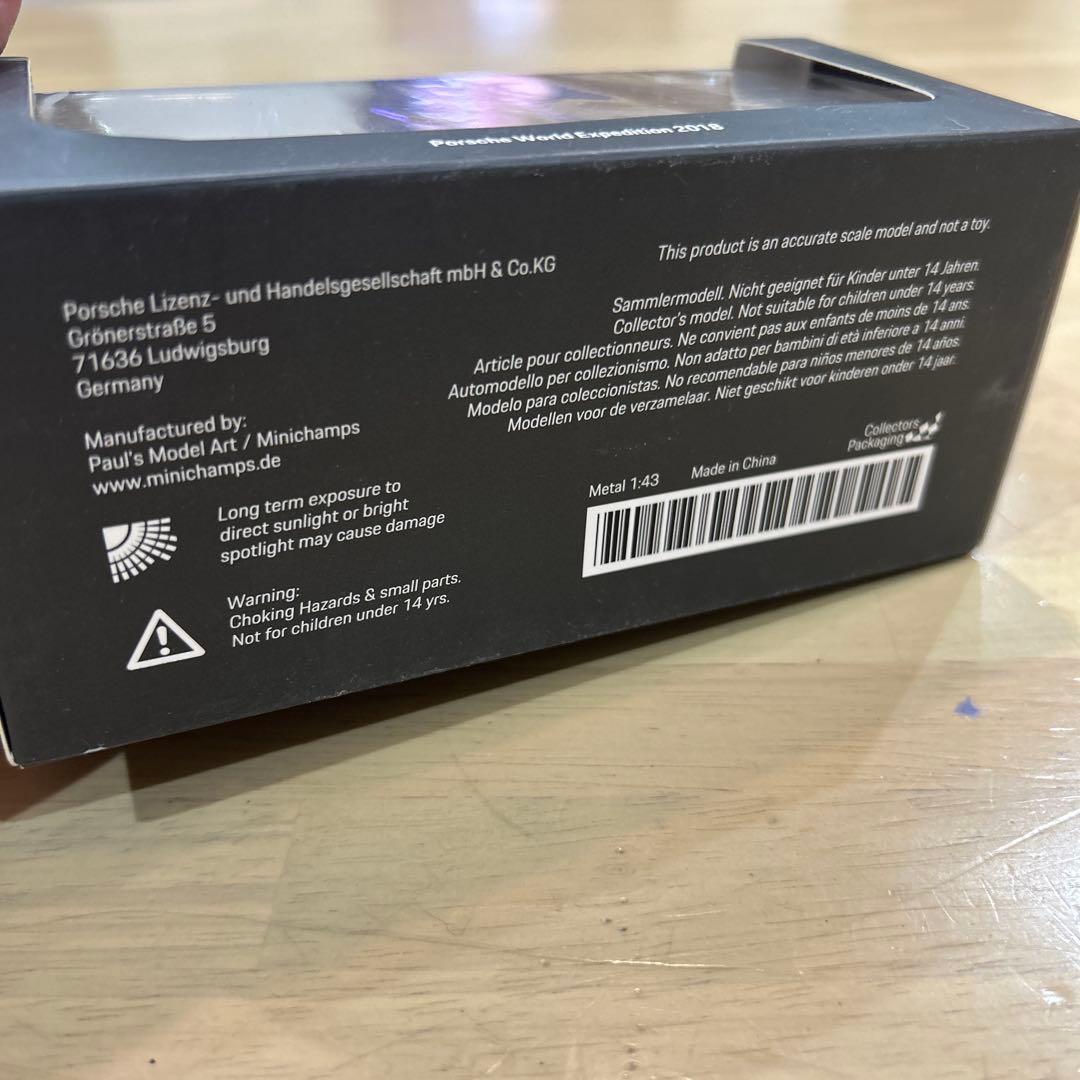 Porsche World Expedition 2018
Porsche Lizenz- und Handelsgesellschaft mbH & Co.KG
Grönerstraße 5
71636 Ludwigsburg
Germany
Manufactured by:
Paul's Model Art / Minichamps
www.minichamps.de
Long term exposure to
direct sunlight or bright
spotlight may cause damage
Warning:
Choking Hazards & small parts.
Not for children under 14 yrs.
This product is an accurate scale model and not a toy.
Sammlermodell. Nicht geeignet für Kinder unter 14 Jahren.
Collector's model. Not suitable for children under 14 years.
Article pour collectionneurs. Ne convient pas aux enfants de moins de 14 ans.
Automodello per collezionismo. Non adatto per bambini di età inferiore a 14 anni.
Modelo para coleccionistas. No recomendable para niños menores de 14 años.
Modellen voor de verzamelaar. Niet geschikt voor kinderen onder 14 jaar.
Collectors
Packaging
Metal 1:43 Made in China